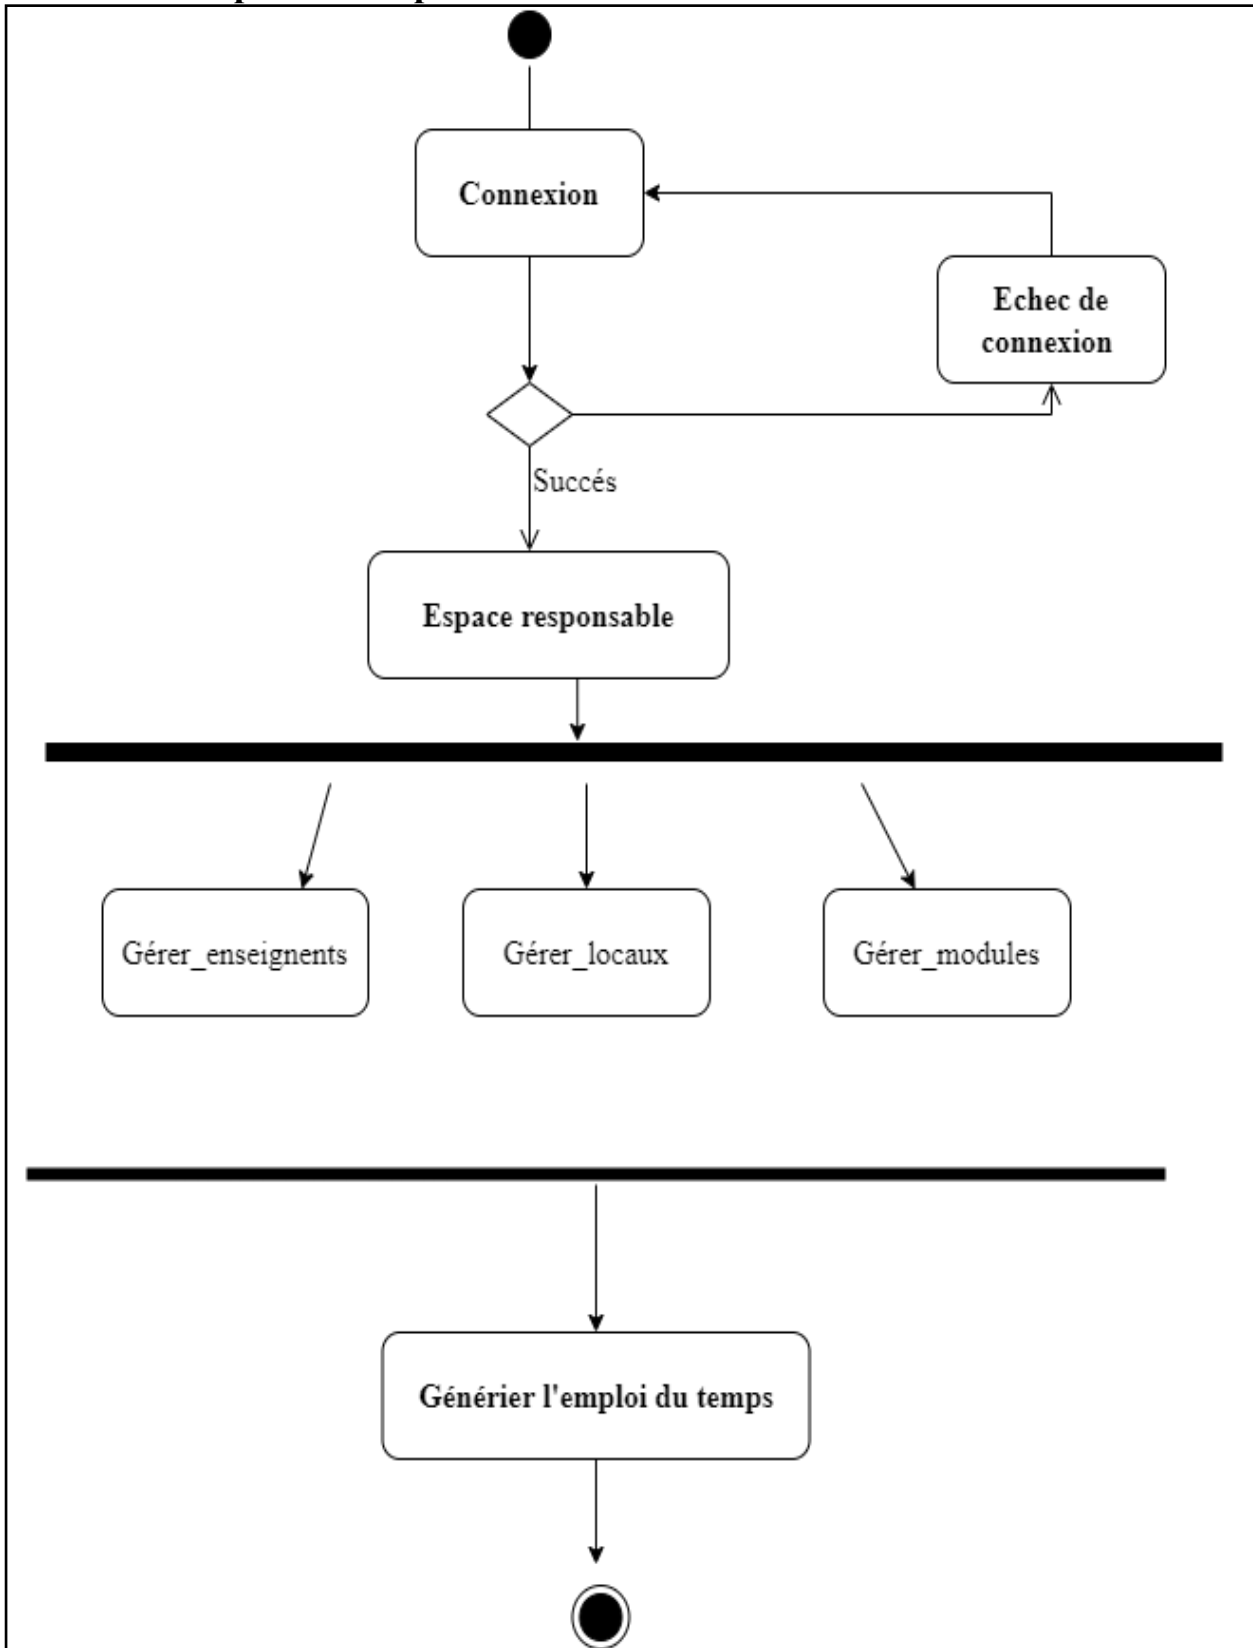 Connexion
Echec de
connexion
Succés
Espace responsable
Gérer_enseignents
Gérer_locaux
Gérer_modules
Générier l'emploi du temps